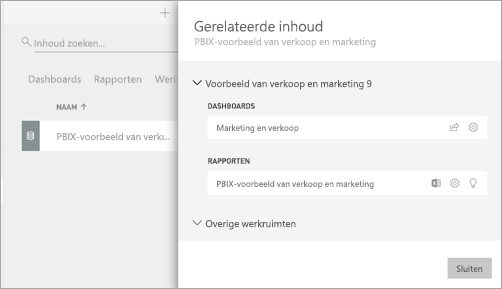 Inhoud zoeken...
Dashboards Rapporten Werk
NAAM
PBIX-voorbeeld van verku...
Gerelateerde inhoud
PBIX-voorbeeld van verkoop en marketing
Voorbeeld van verkoop en marketing 9
DASHBOARDS
Marketing en verkoop
RAPPORTEN
PBIX-voorbeeld van verkoop en marketing
Overige werkruimten
Sluiten